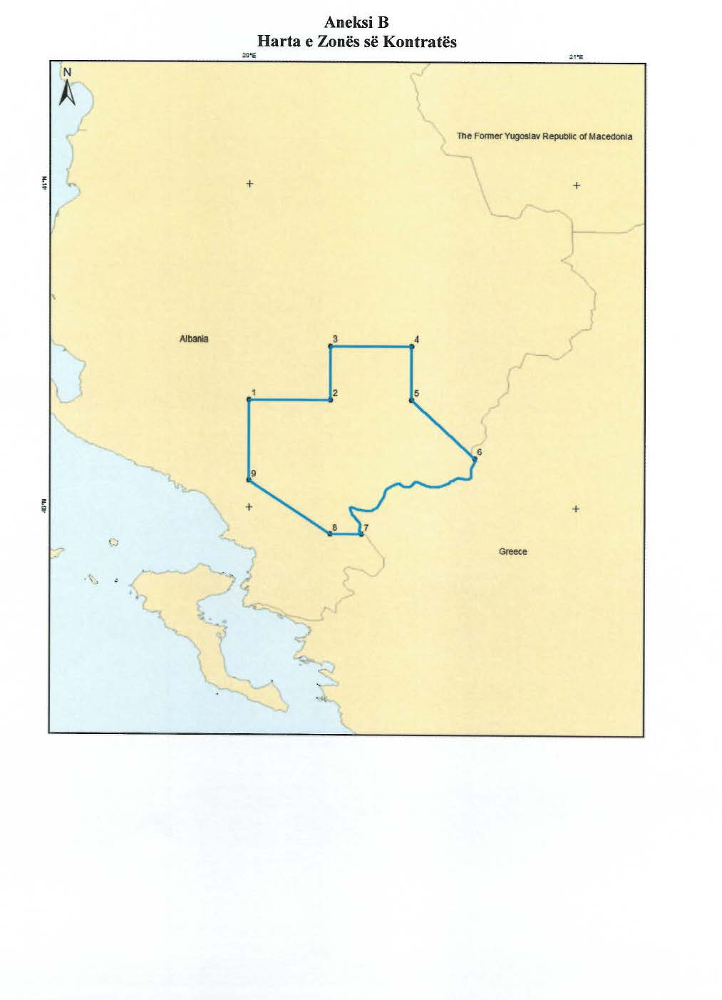 Aneksi B
Harta e Zonës së Kontratës
20°E
21°E
N
The Former Yugoslav Republic of Macedonia
41°N
Albania
3
4
1
2
5
6
9
40°N
8
7
Greece